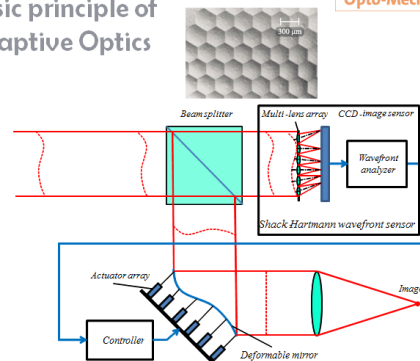 sic principle of
aptive Optics
Opto-Mech
300 µm
Beam splitter
Multi-lens array
CCD-image sensor
Wavefront
analyzer
Shack Hartmann wavefront sensor
Actuator array
Image
Controller
Deformable mirror